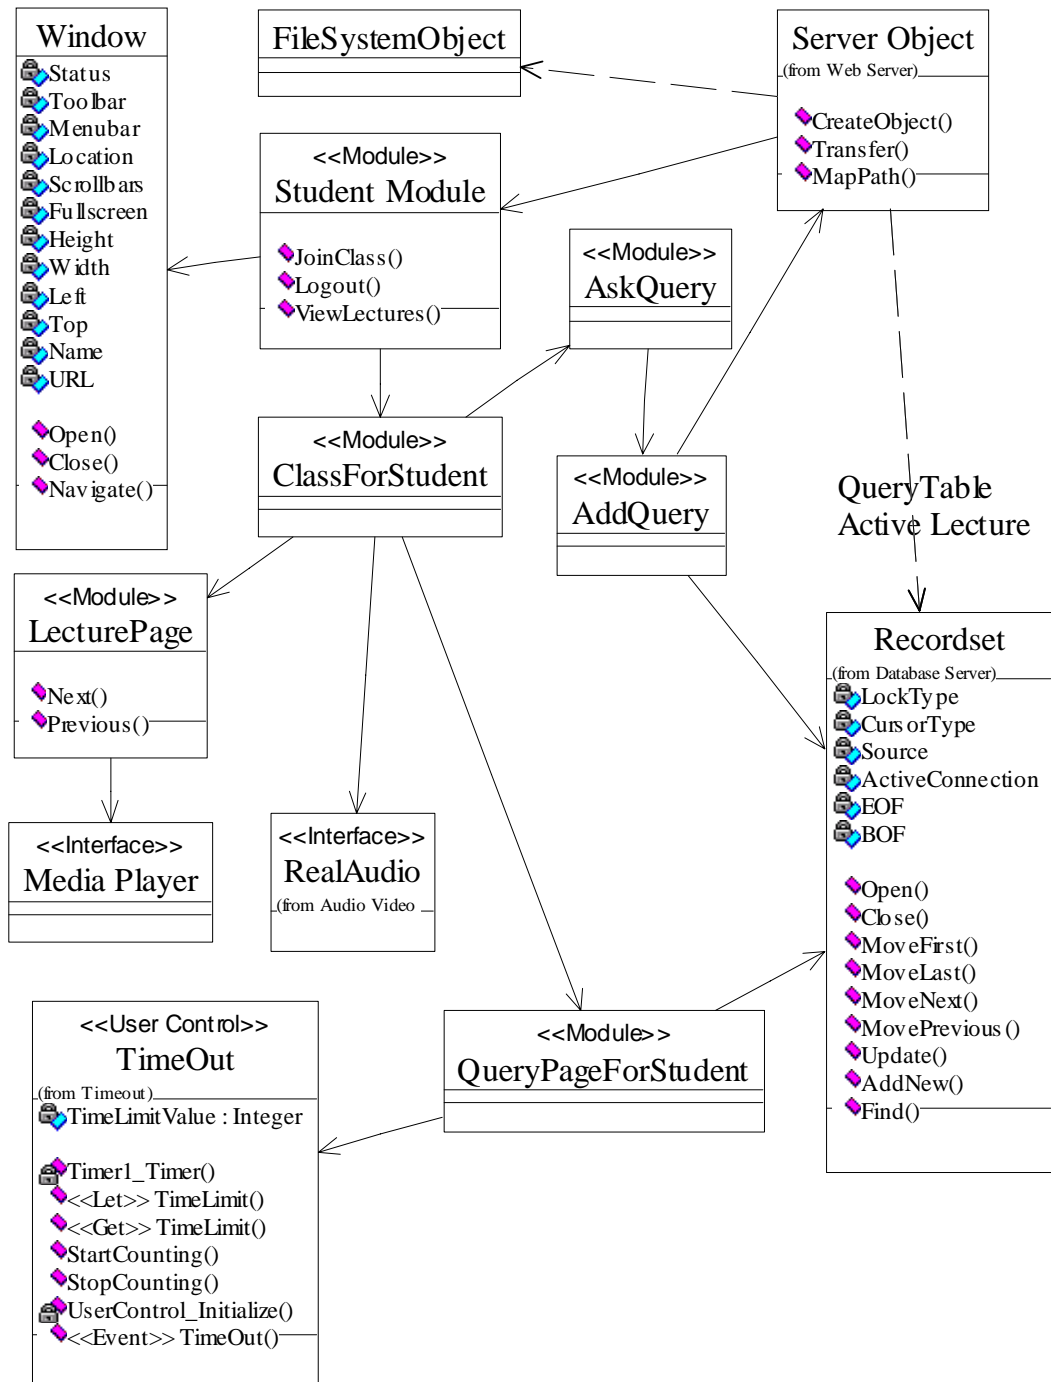 Window
Status
Toolbar
Menubar
Location
Scrollbars
Fullscreen
Height
Width
Left
Top
Name
URL
Open()
Close()
Navigate()
FileSystemObject
Server Object
(from Web Server)
CreateObject()
Transfer()
MapPath()
<<Module>>
Student Module
JoinClass()
Logout()
ViewLectures()
<<Module>>
AskQuery
<<Module>>
ClassForStudent
<<Module>>
AddQuery
QueryTable
Active Lecture
<<Module>>
LecturePage
Next()
Previous()
Recordset
(from Database Server)
LockType
CursorType
Source
ActiveConnection
EOF
BOF
Open()
Close()
MoveFirst()
MoveLast()
MoveNext()
MovePrevious()
Update()
AddNew()
Find()
<<Interface>>
Media Player
<<Interface>>
RealAudio
(from Audio Video
<<User Control>>
TimeOut
(from Timeout)
TimeLimitValue : Integer
Timer1_Timer()
<<Let>> TimeLimit()
<<Get>> TimeLimit()
StartCounting()
StopCounting()
UserControl_Initialize()
<<Event>> TimeOut()
<<Module>>
QueryPageForStudent